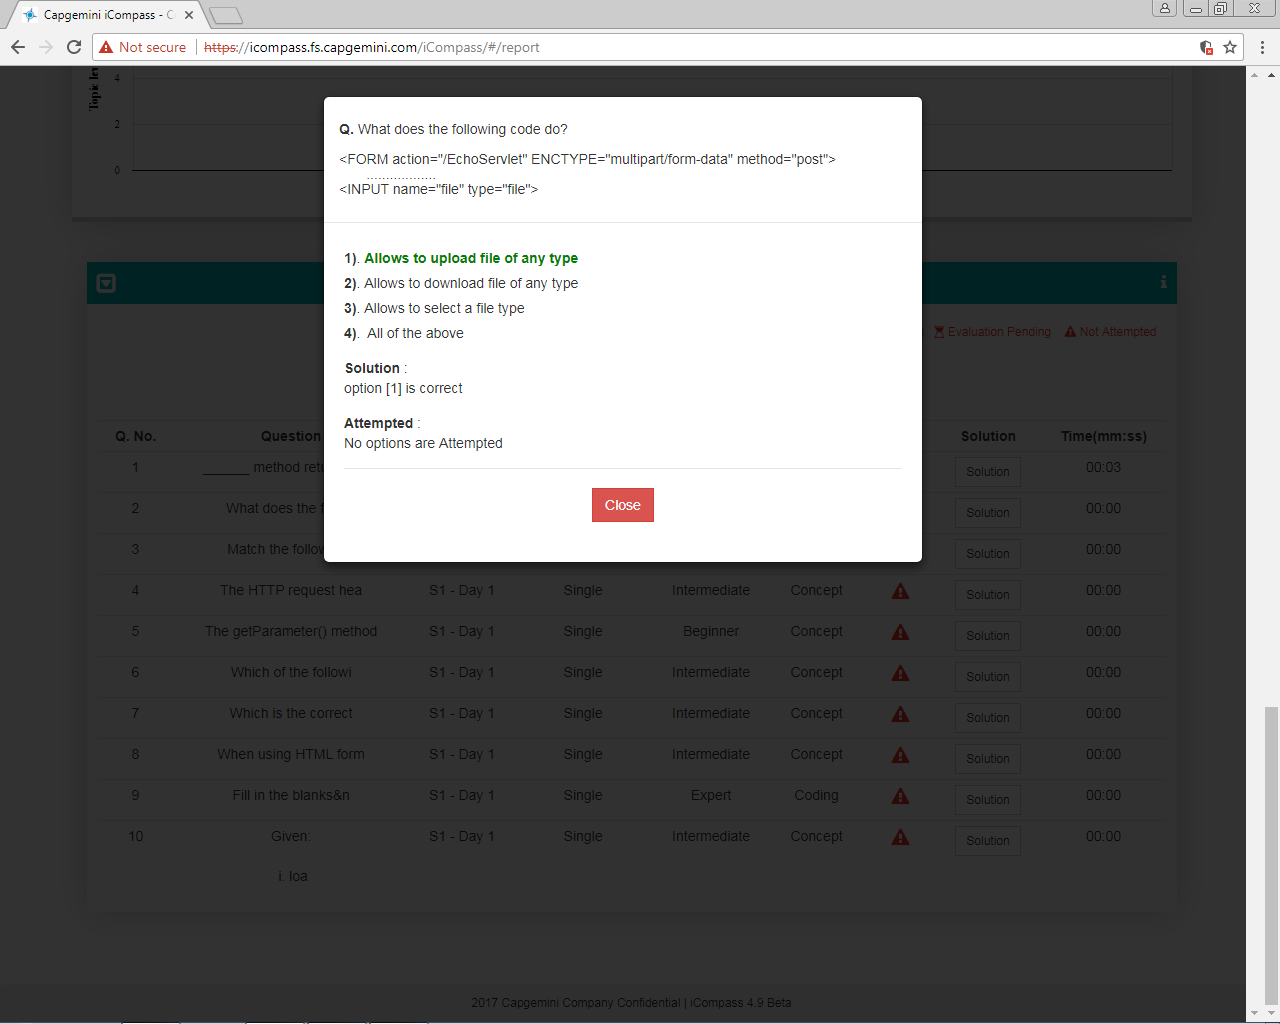 Capgemini iCompass - C
Not secure
https://icompass.fs.capgemini.com/iCompass/#/report
4
2
0
Q. What does the following code do?
<FORM action="/EchoServlet" ENCTYPE="multipart/form-data" method="post">
..................
<INPUT name="file" type="file">
1). Allows to upload file of any type
2). Allows to download file of any type
3). Allows to select a file type
4). All of the above
Solution :
option [1] is correct
Attempted :
No options are Attempted
Close
Evaluation Pending Not Attempted
Q. No. Question Solution Time(mm:ss)
1 ______ method Solution 00:03
2 What does the Solution 00:00
3 Match the Solution 00:00
4 The HTTP request hea S1 - Day 1 Single Intermediate Concept Solution 00:00
5 The getParameter() method S1 - Day 1 Single Beginner Concept Solution 00:00
6 Which of the followi S1 - Day 1 Single Intermediate Concept Solution 00:00
7 Which is the correct S1 - Day 1 Single Intermediate Concept Solution 00:00
8 When using HTML form S1 - Day 1 Single Intermediate Concept Solution 00:00
9 Fill in the blanks&n S1 - Day 1 Single Expert Coding Solution 00:00
10 Given: S1 - Day 1 Single Intermediate Concept Solution 00:00
i. loa
2017 Capgemini Company Confidential | iCompass 4.9 Beta